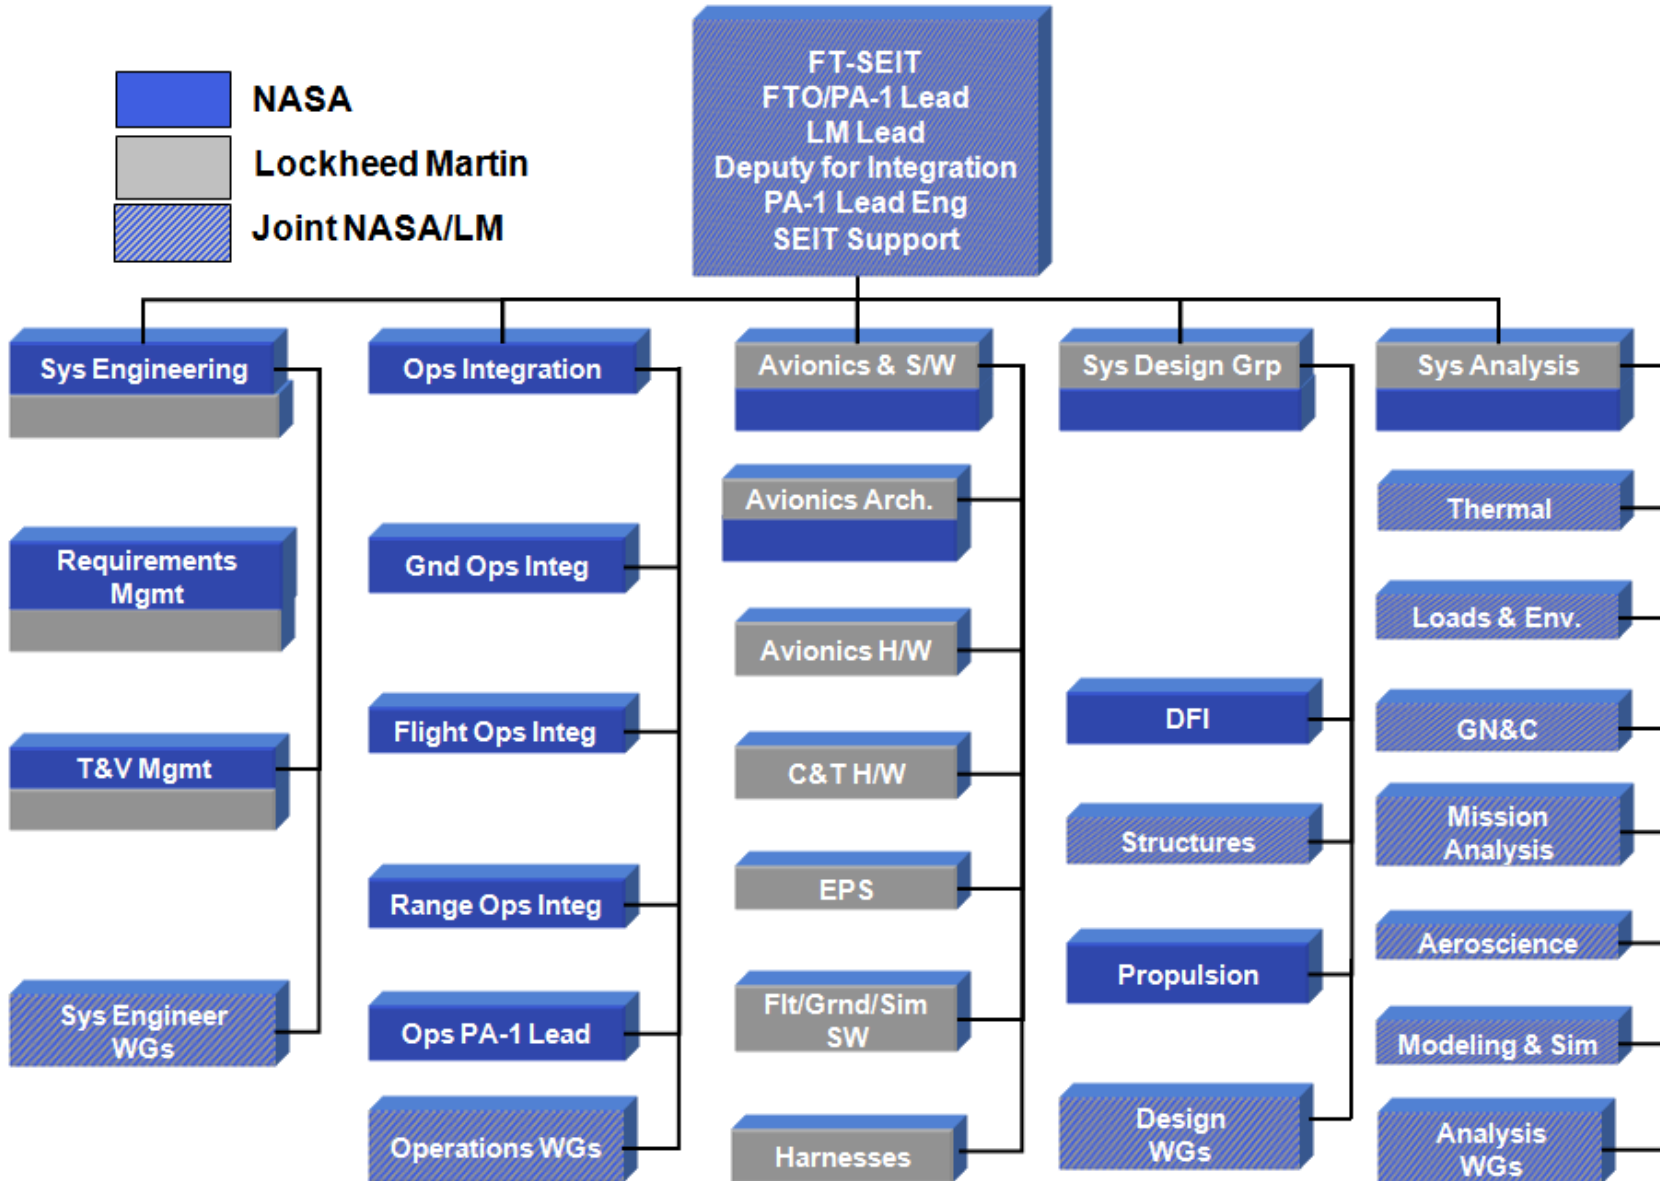 FT-SEIT
FTO/PA-1 Lead
LM Lead
Deputy for Integration
PA-1 Lead Eng
SEIT Support
NASA
Lockheed Martin
Joint NASA/LM
Sys Engineering
Requirements
Mgmt
T&V Mgmt
Sys Engineer
WGs
Ops Integration
Gnd Ops Integ
Flight Ops Integ
Range Ops Integ
Ops PA-1 Lead
Operations WGs
Avionics & S/W
Avionics Arch.
Avionics H/W
C&T H/W
EPS
Flt/Grnd/Sim
SW
Harnesses
Sys Design Grp
DFI
Structures
Propulsion
Design
WGs
Sys Analysis
Thermal
Loads & Env.
GN&C
Mission
Analysis
Aeroscience
Modeling & Sim
Analysis
WGs